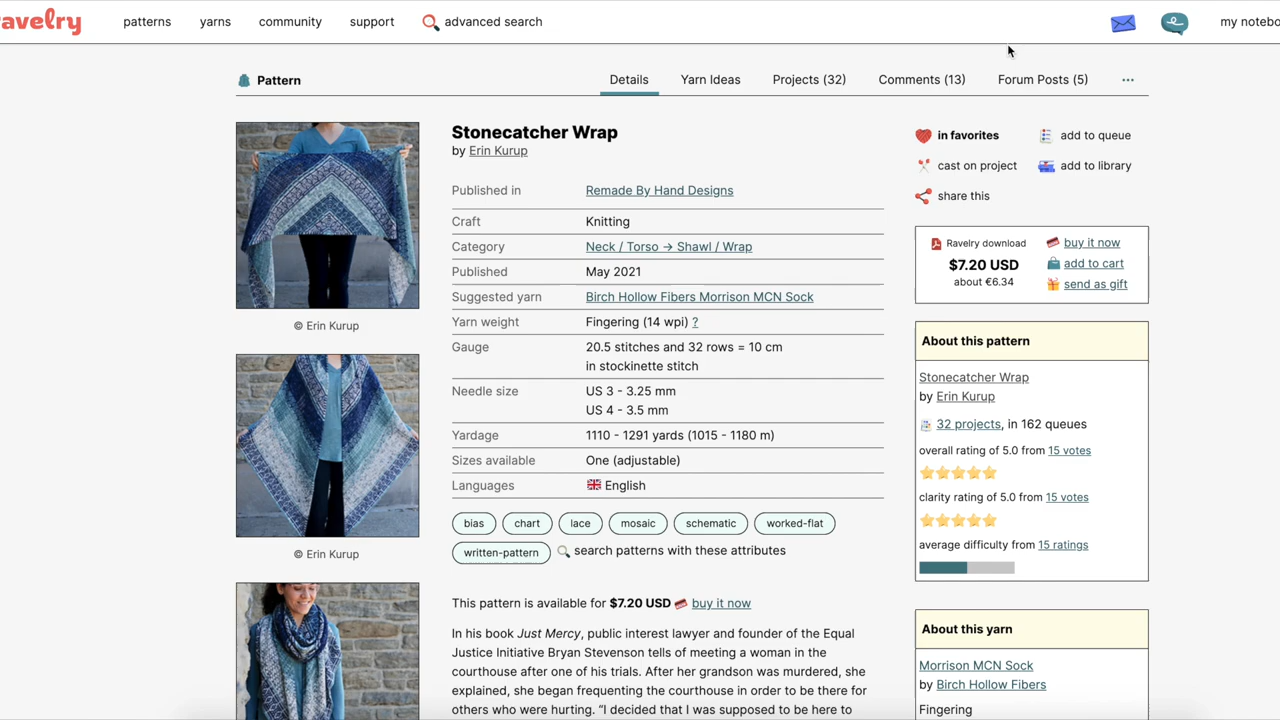 ravelry
patterns
yarns
community
support
advanced search
my notebo
Pattern
Details
Yarn Ideas
Projects (32)
Comments (13)
Forum Posts (5)
Stonecatcher Wrap
by Erin Kurup
Published in Remade By Hand Designs
Craft Knitting
Category Neck / Torso → Shawl / Wrap
Published May 2021
Suggested yarn Birch Hollow Fibers Morrison MCN Sock
Yarn weight Fingering (14 wpi) ?
Gauge 20.5 stitches and 32 rows = 10 cm
in stockinette stitch
Needle size US 3 - 3.25 mm
US 4 - 3.5 mm
Yardage 1110 - 1291 yards (1015 - 1180 m)
Sizes available One (adjustable)
Languages English
bias chart lace mosaic schematic worked-flat
written-pattern search patterns with these attributes
This pattern is available for $7.20 USD buy it now
In his book Just Mercy, public interest lawyer and founder of the Equal
Justice Initiative Bryan Stevenson tells of meeting a woman in the
courthouse after one of his trials. After her grandson was murdered, she
explained, she began frequenting the courthouse in order to be there for
others who were hurting. “I decided that I was supposed to be here to
© Erin Kurup
© Erin Kurup
in favorites add to queue
cast on project add to library
share this
Ravelry download
$7.20 USD
about €6.34
buy it now
add to cart
send as gift
About this pattern
Stonecatcher Wrap
by Erin Kurup
32 projects, in 162 queues
overall rating of 5.0 from 15 votes
clarity rating of 5.0 from 15 votes
average difficulty from 15 ratings
About this yarn
Morrison MCN Sock
by Birch Hollow Fibers
Fingering